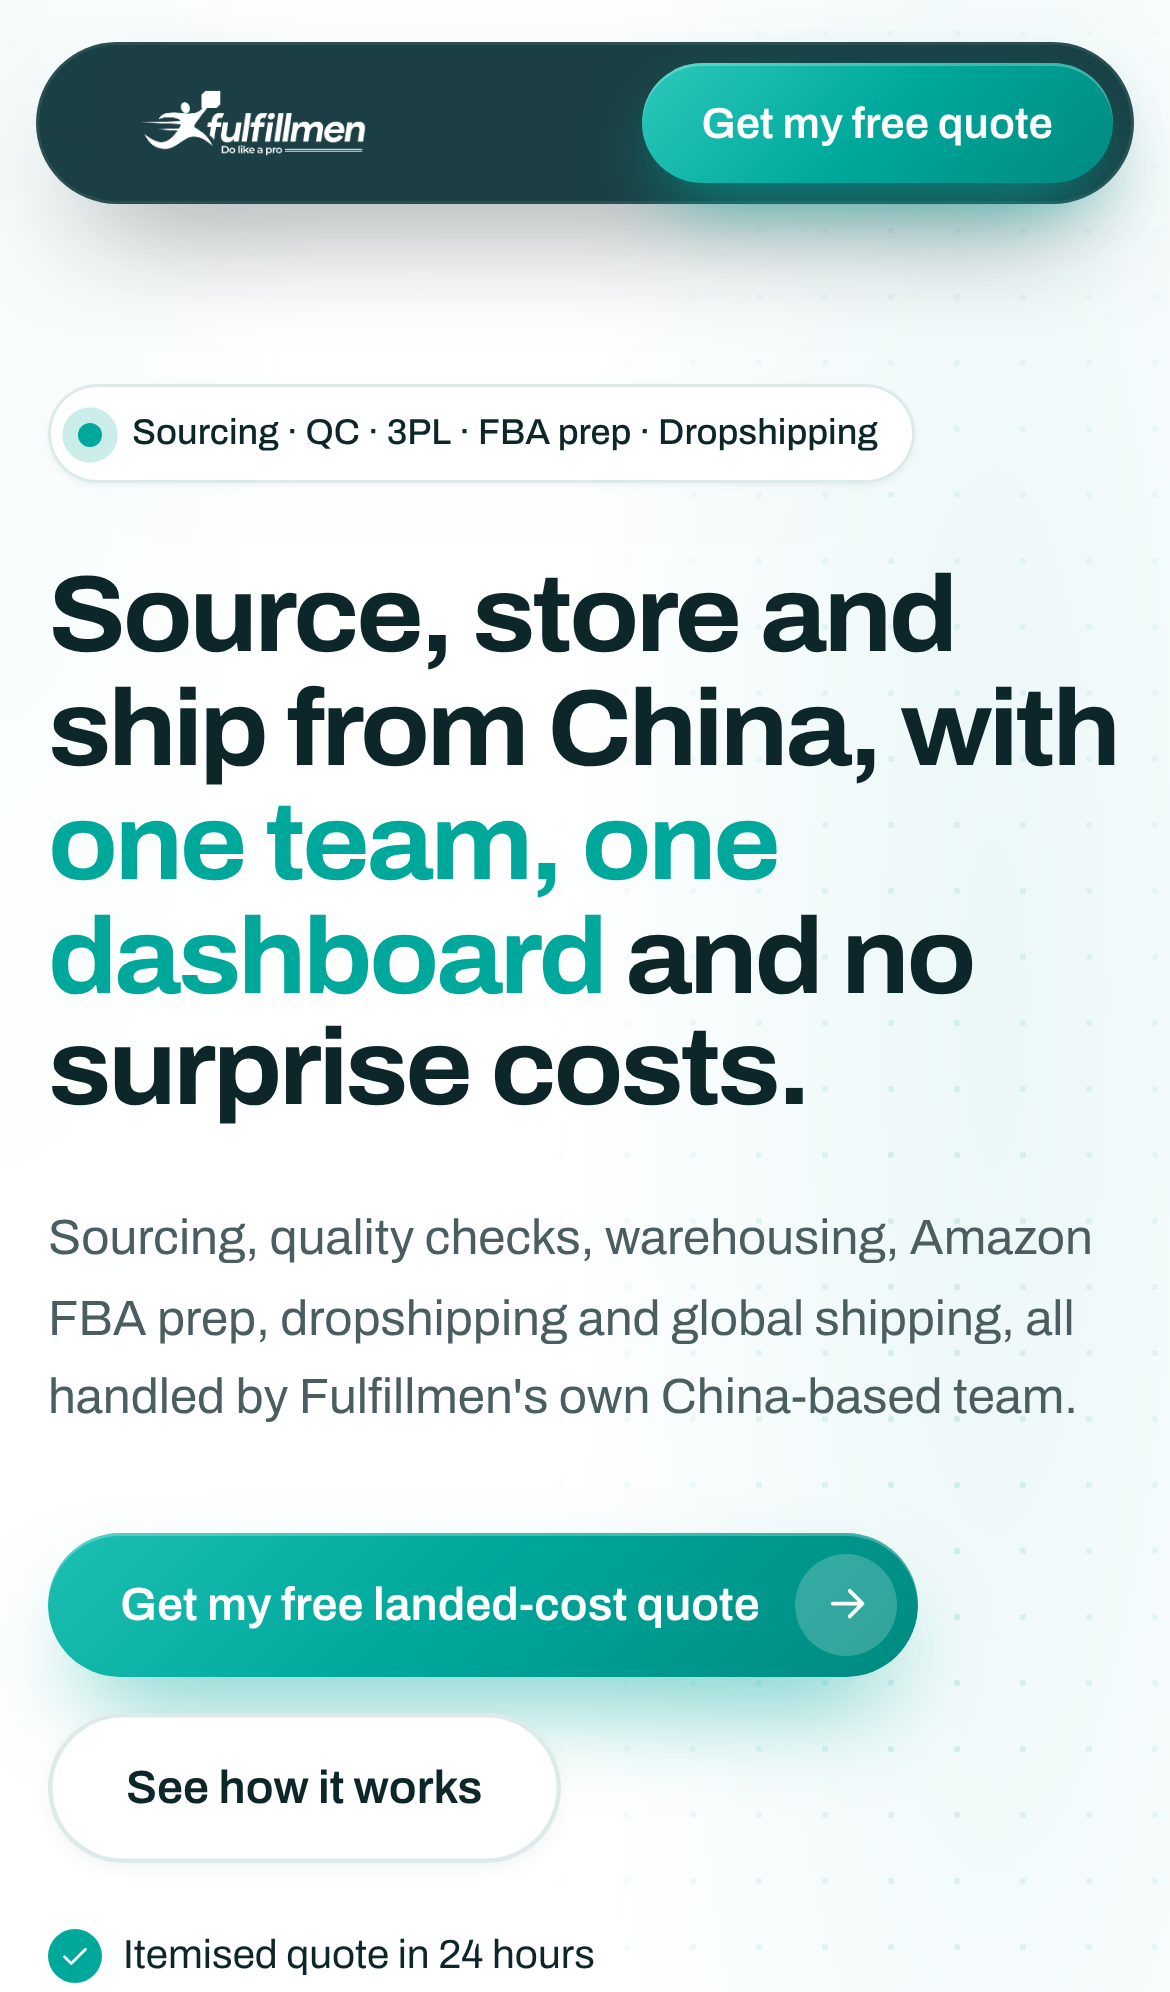 fulfillmen
Do like a pro
Get my free quote
Sourcing · QC · 3PL · FBA prep · Dropshipping
Source, store and
ship from China, with
one team, one
dashboard and no
surprise costs.
Sourcing, quality checks, warehousing, Amazon
FBA prep, dropshipping and global shipping, all
handled by Fulfillmen's own China-based team.
Get my free landed-cost quote
See how it works
Itemised quote in 24 hours